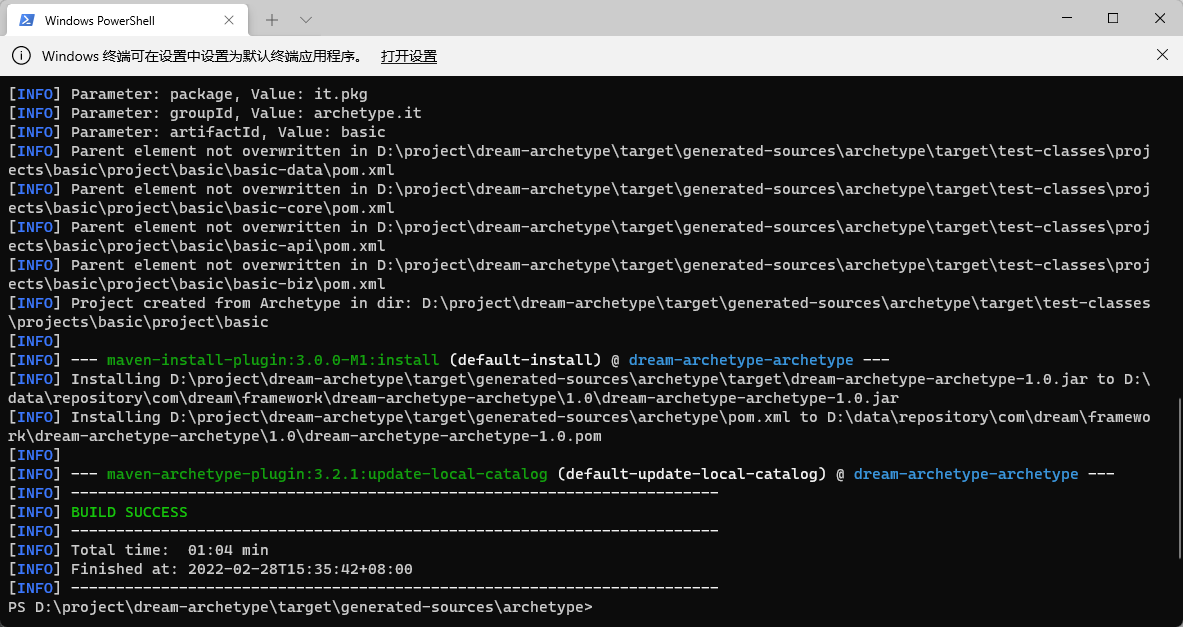 Windows PowerShell
Windows 终端可在设置中设置为默认终端应用程序。 打开设置
[INFO] Parameter: package, Value: it.pkg
[INFO] Parameter: groupId, Value: archetype.it
[INFO] Parameter: artifactId, Value: basic
[INFO] Parent element not overwritten in D:\project\dream-archetype\target\generated-sources\archetype\target\test-classes\proj
ects\basic\project\basic\basic-data\pom.xml
[INFO] Parent element not overwritten in D:\project\dream-archetype\target\generated-sources\archetype\target\test-classes\proj
ects\basic\project\basic\basic-core\pom.xml
[INFO] Parent element not overwritten in D:\project\dream-archetype\target\generated-sources\archetype\target\test-classes\proj
ects\basic\project\basic\basic-api\pom.xml
[INFO] Parent element not overwritten in D:\project\dream-archetype\target\generated-sources\archetype\target\test-classes\proj
ects\basic\project\basic\basic-biz\pom.xml
[INFO] Project created from Archetype in dir: D:\project\dream-archetype\target\generated-sources\archetype\target\test-classes
\projects\basic\project\basic
[INFO]
[INFO] --- maven-install-plugin:3.0.0-M1:install (default-install) @ dream-archetype-archetype ---
[INFO] Installing D:\project\dream-archetype\target\generated-sources\archetype\target\dream-archetype-archetype-1.0.jar to D:\
data\repository\com\dream\framework\dream-archetype-archetype\1.0\dream-archetype-archetype-1.0.jar
[INFO] Installing D:\project\dream-archetype\target\generated-sources\archetype\pom.xml to D:\data\repository\com\dream\framewo
rk\dream-archetype-archetype\1.0\dream-archetype-archetype-1.0.pom
[INFO]
[INFO] --- maven-archetype-plugin:3.2.1:update-local-catalog (default-update-local-catalog) @ dream-archetype-archetype ---
[INFO] ------------------------------------------------------------------------
[INFO] BUILD SUCCESS
[INFO] ------------------------------------------------------------------------
[INFO] Total time:  01:04 min
[INFO] Finished at: 2022-02-28T15:35:42+08:00
[INFO] ------------------------------------------------------------------------
PS D:\project\dream-archetype\target\generated-sources\archetype>